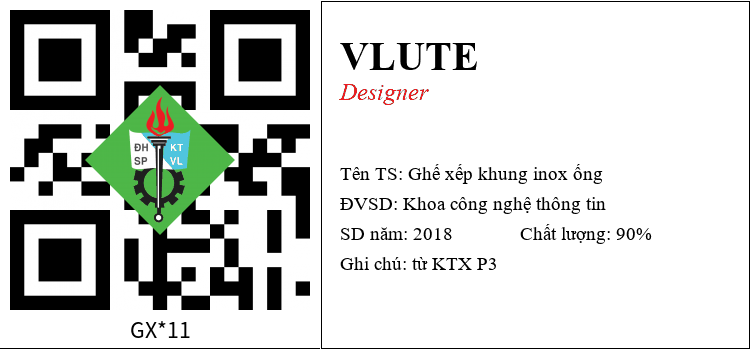 ĐH KT
SP VL
GX*11
VLUTE
Designer
Tên TS: Ghế xếp khung inox ống
ĐVSD: Khoa công nghệ thông tin
SD năm: 2018 Chất lượng: 90%
Ghi chú: từ KTX P3